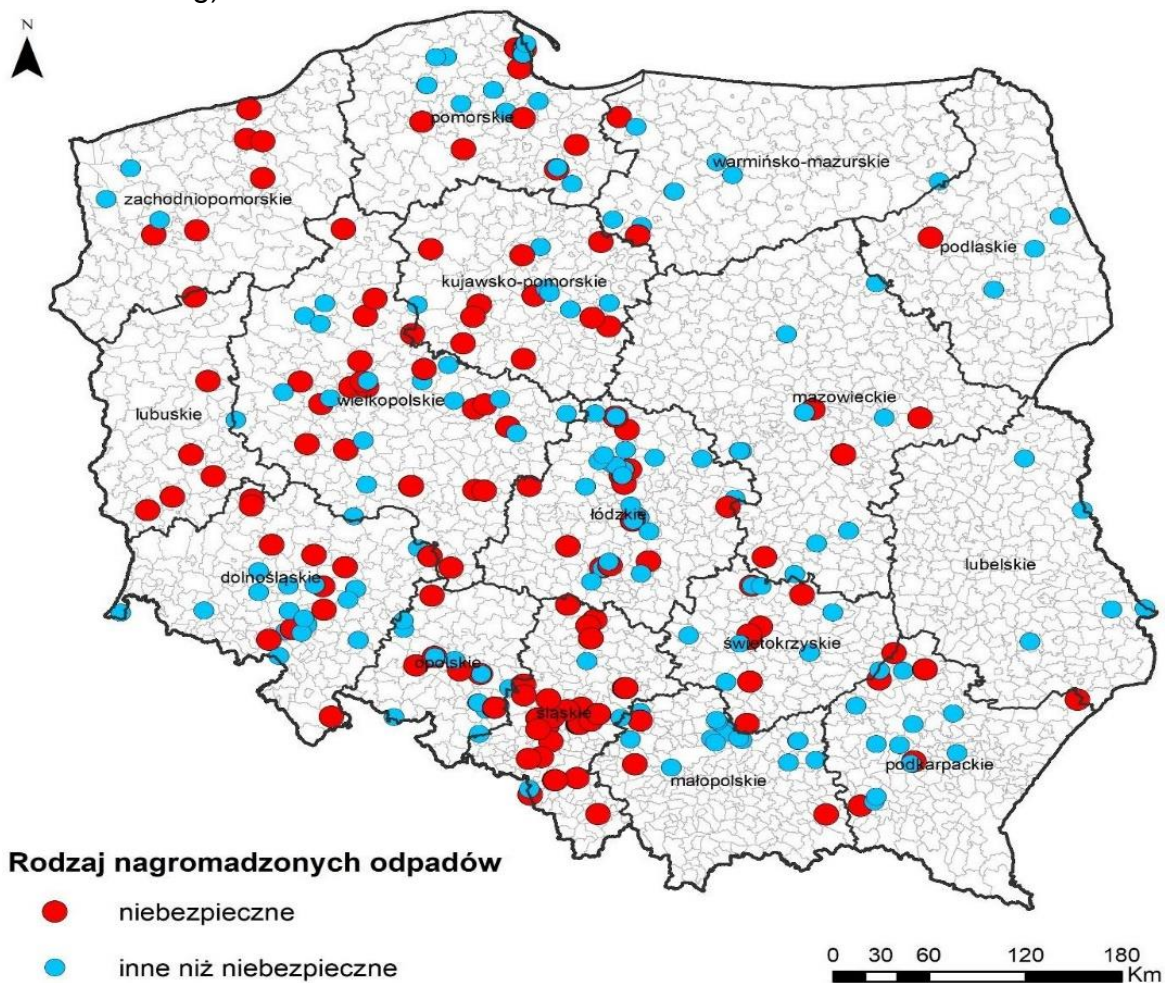 N
pomorskie
warmińsko-mazurskie
zachodniopomorskie
podlaskie
kujawsko-pomorskie
mazowieckie
wielkopolskie
lubuskie
łódzkie
lubelskie
dolnośląskie
świętokrzyskie
opolskie
śląskie
podkarpackie
małopolskie
Rodzaj nagromadzonych odpadów
niebezpieczne
inne niż niebezpieczne
0 30 60 120 180
Km